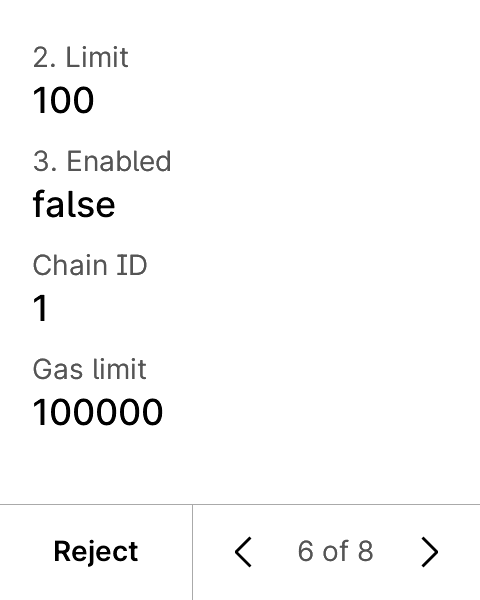 2. Limit
100
3. Enabled
false
Chain ID
1
Gas limit
100000
Reject
6 of 8